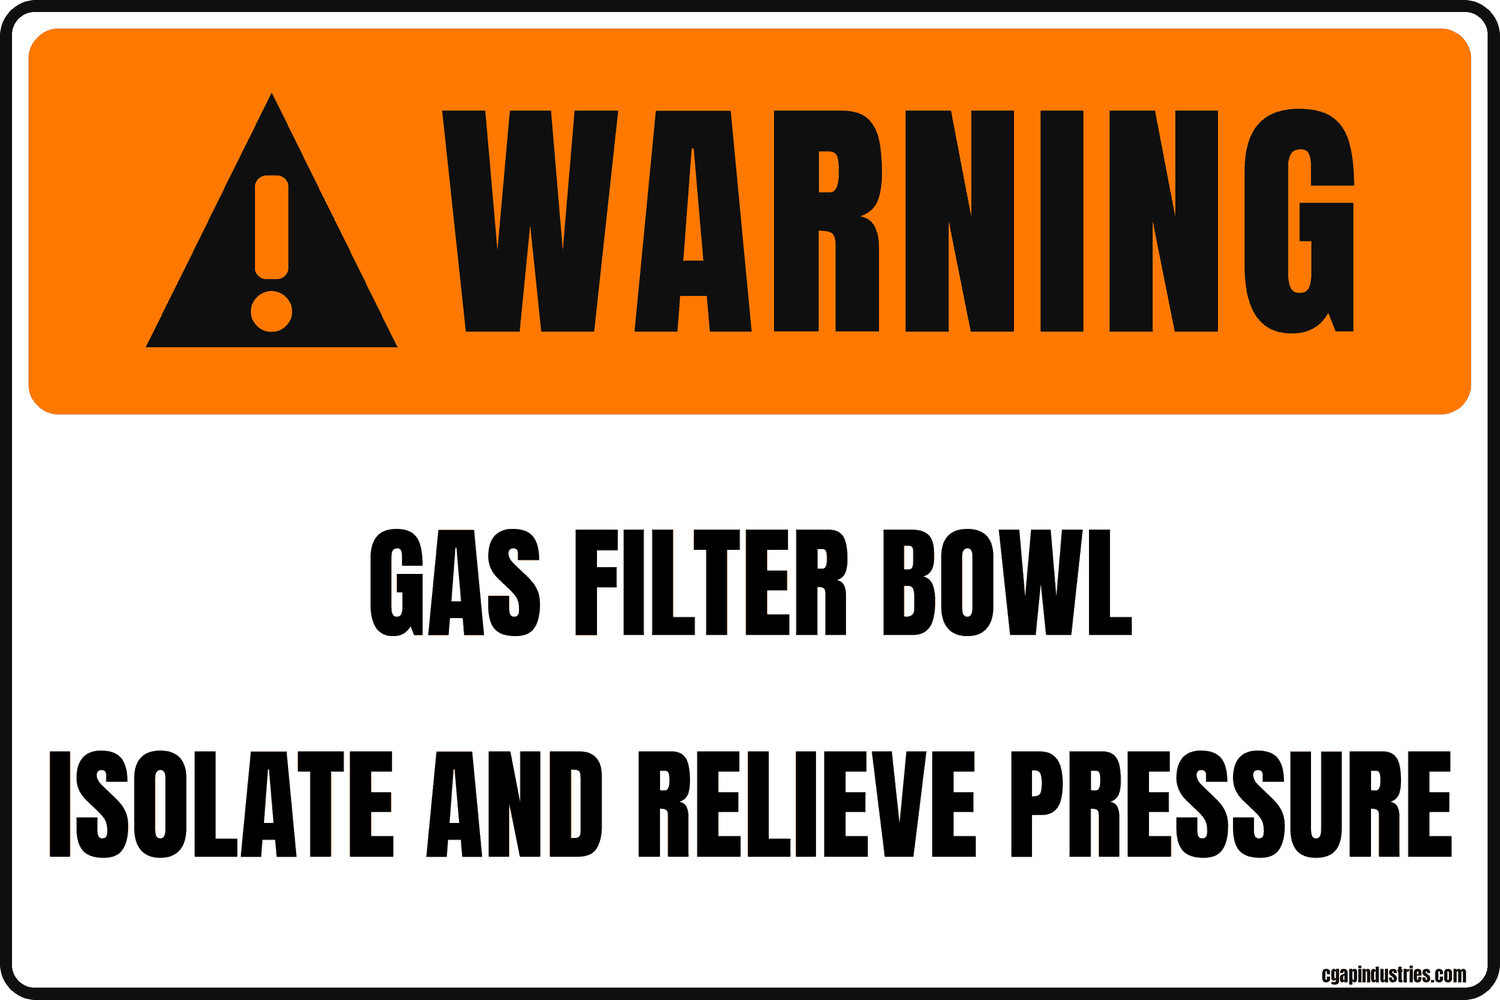 WARNING
GAS FILTER BOWL
ISOLATE AND RELIEVE PRESSURE
cgapindustries.com